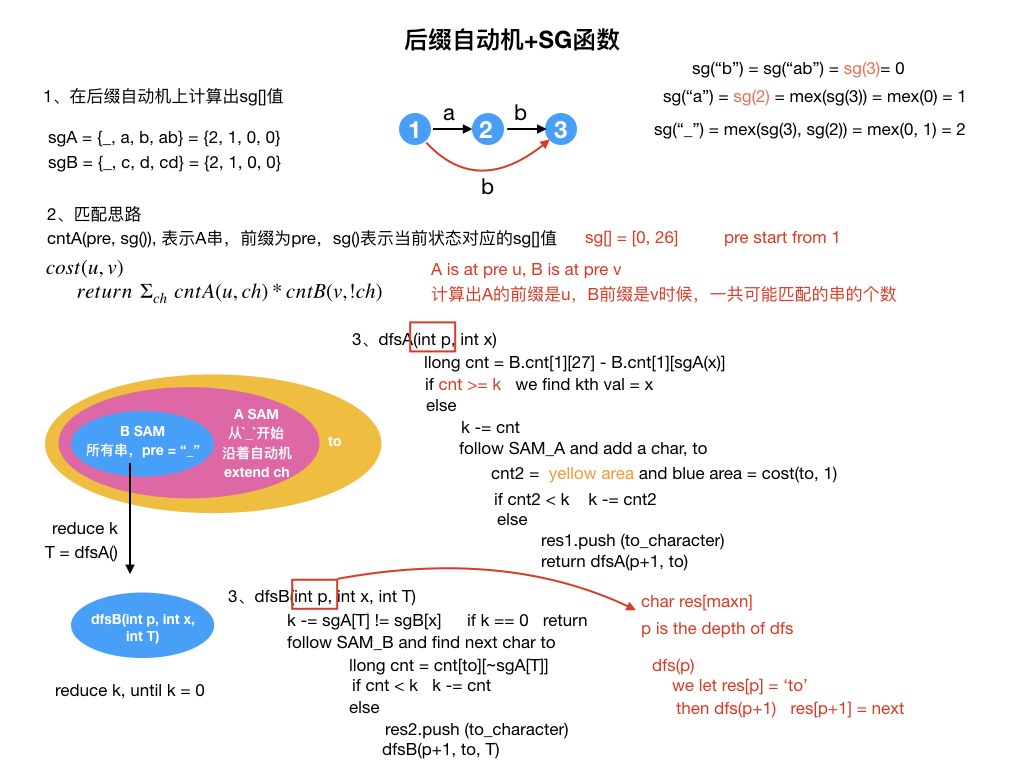 后缀自动机+SG函数
sg(“b”) = sg(“ab”) = sg(3)= 0
sg(“a”) = sg(2) = mex(sg(3)) = mex(0) = 1
sg(“_”) = mex(sg(3), sg(2)) = mex(0, 1) = 2
1、在后缀自动机上计算出sg[]值
sgA = {_, a, b, ab} = {2, 1, 0, 0}
sgB = {_, c, d, cd} = {2, 1, 0, 0}
a b
1 2 3
b
2、匹配思路
cntA(pre, sg()), 表示A串，前缀为pre，sg()表示当前状态对应的sg[]值 sg[] = [0, 26] pre start from 1
cost(u, v)
return Σch cntA(u, ch) * cntB(v, !ch)
A is at pre u, B is at pre v
计算出A的前缀是u，B前缀是v时候，一共可能匹配的串的个数
3、dfsA(int p, int x)
llong cnt = B.cnt[1][27] - B.cnt[1][sgA(x)]
if cnt >= k we find kth val = x
else
k -= cnt
follow SAM_A and add a char, to
cnt2 = yellow area and blue area = cost(to, 1)
if cnt2 < k k -= cnt2
else
res1.push (to_character)
return dfsA(p+1, to)
B SAM
所有串，pre = “_”
A SAM
从`_`开始
沿着自动机
extend ch
to
reduce k
T = dfsA()
dfsB(int p, int x,
int T)
reduce k, until k = 0
3、dfsB(int p, int x, int T)
k -= sgA[T] != sgB[x] if k == 0 return
follow SAM_B and find next char to
llong cnt = cnt[to][~sgA[T]]
if cnt < k k -= cnt
else
res2.push (to_character)
dfsB(p+1, to, T)
char res[maxn]
p is the depth of dfs
dfs(p)
we let res[p] = ‘to’
then dfs(p+1) res[p+1] = next